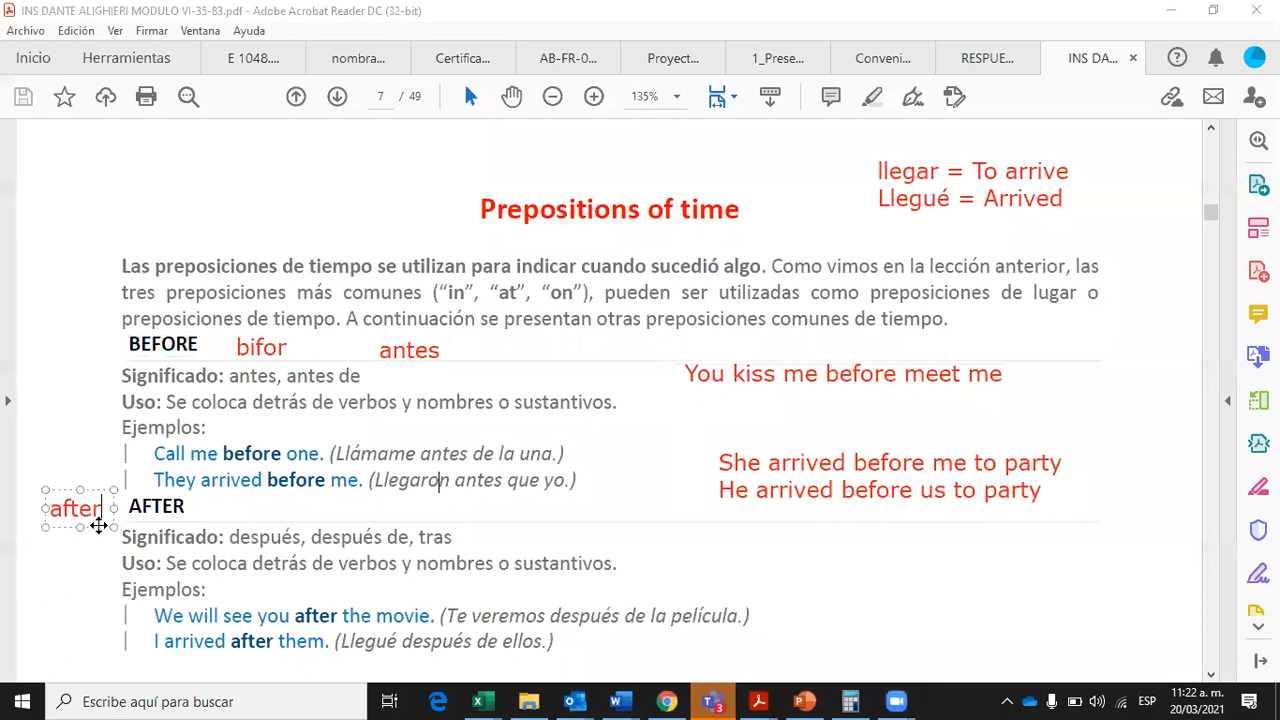 INS DANTE ALIGHIERI MODULO VI-35-83.pdf - Adobe Acrobat Reader DC (32-bit)
Archivo Edición Ver Firmar Ventana Ayuda
Inicio Herramientas E 1048... nombra... Certifica... AB-FR-0... Proyect... 1_Prese... Conveni... RESPUE... INS DA...
7 / 49 135%
llegar = To arrive
Llegué = Arrived
Prepositions of time
Las preposiciones de tiempo se utilizan para indicar cuando sucedió algo. Como vimos en la lección anterior, las
tres preposiciones más comunes (“in”, “at”, “on”), pueden ser utilizadas como preposiciones de lugar o
preposiciones de tiempo. A continuación se presentan otras preposiciones comunes de tiempo.
BEFORE bifor antes
Significado: antes, antes de
You kiss me before meet me
Uso: Se coloca detrás de verbos y nombres o sustantivos.
Ejemplos:
Call me before one. (Llámame antes de la una.)
She arrived before me to party
They arrived before me. (Llegaron antes que yo.)
He arrived before us to party
after AFTER
Significado: después, después de, tras
Uso: Se coloca detrás de verbos y nombres o sustantivos.
Ejemplos:
We will see you after the movie. (Te veremos después de la película.)
I arrived after them. (Llegué después de ellos.)
Escribe aquí para buscar
3
ESP
11:22 a. m.
20/03/2021